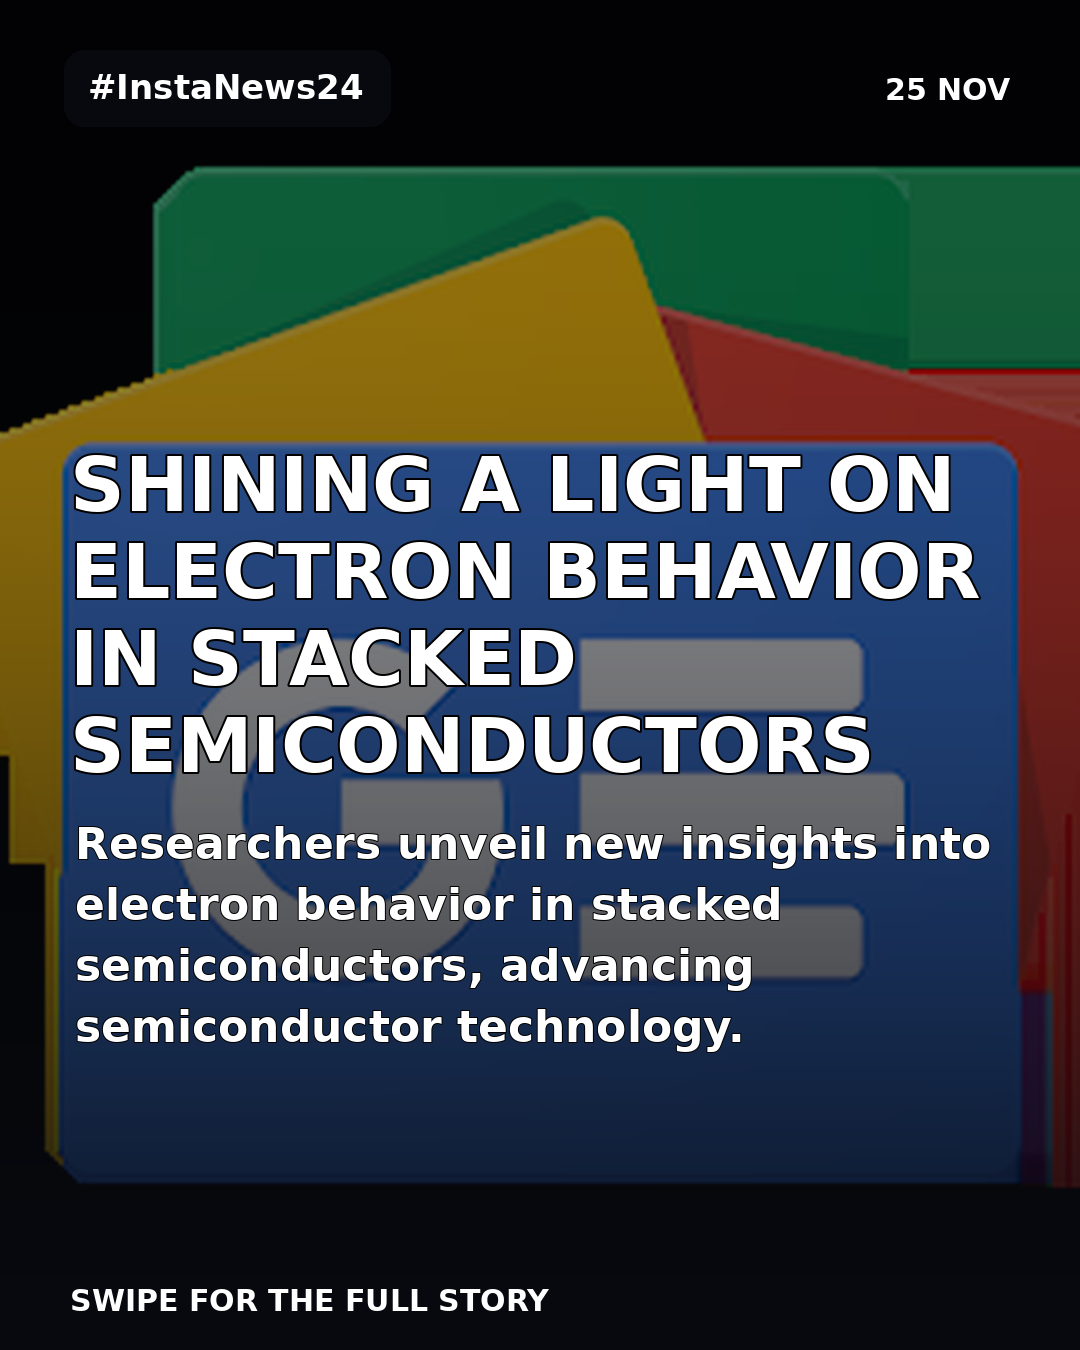 #InstaNews24
25 NOV
SHINING A LIGHT ON
ELECTRON BEHAVIOR
IN STACKED
SEMICONDUCTORS
Researchers unveil new insights into
electron behavior in stacked
semiconductors, advancing
semiconductor technology.
SWIPE FOR THE FULL STORY